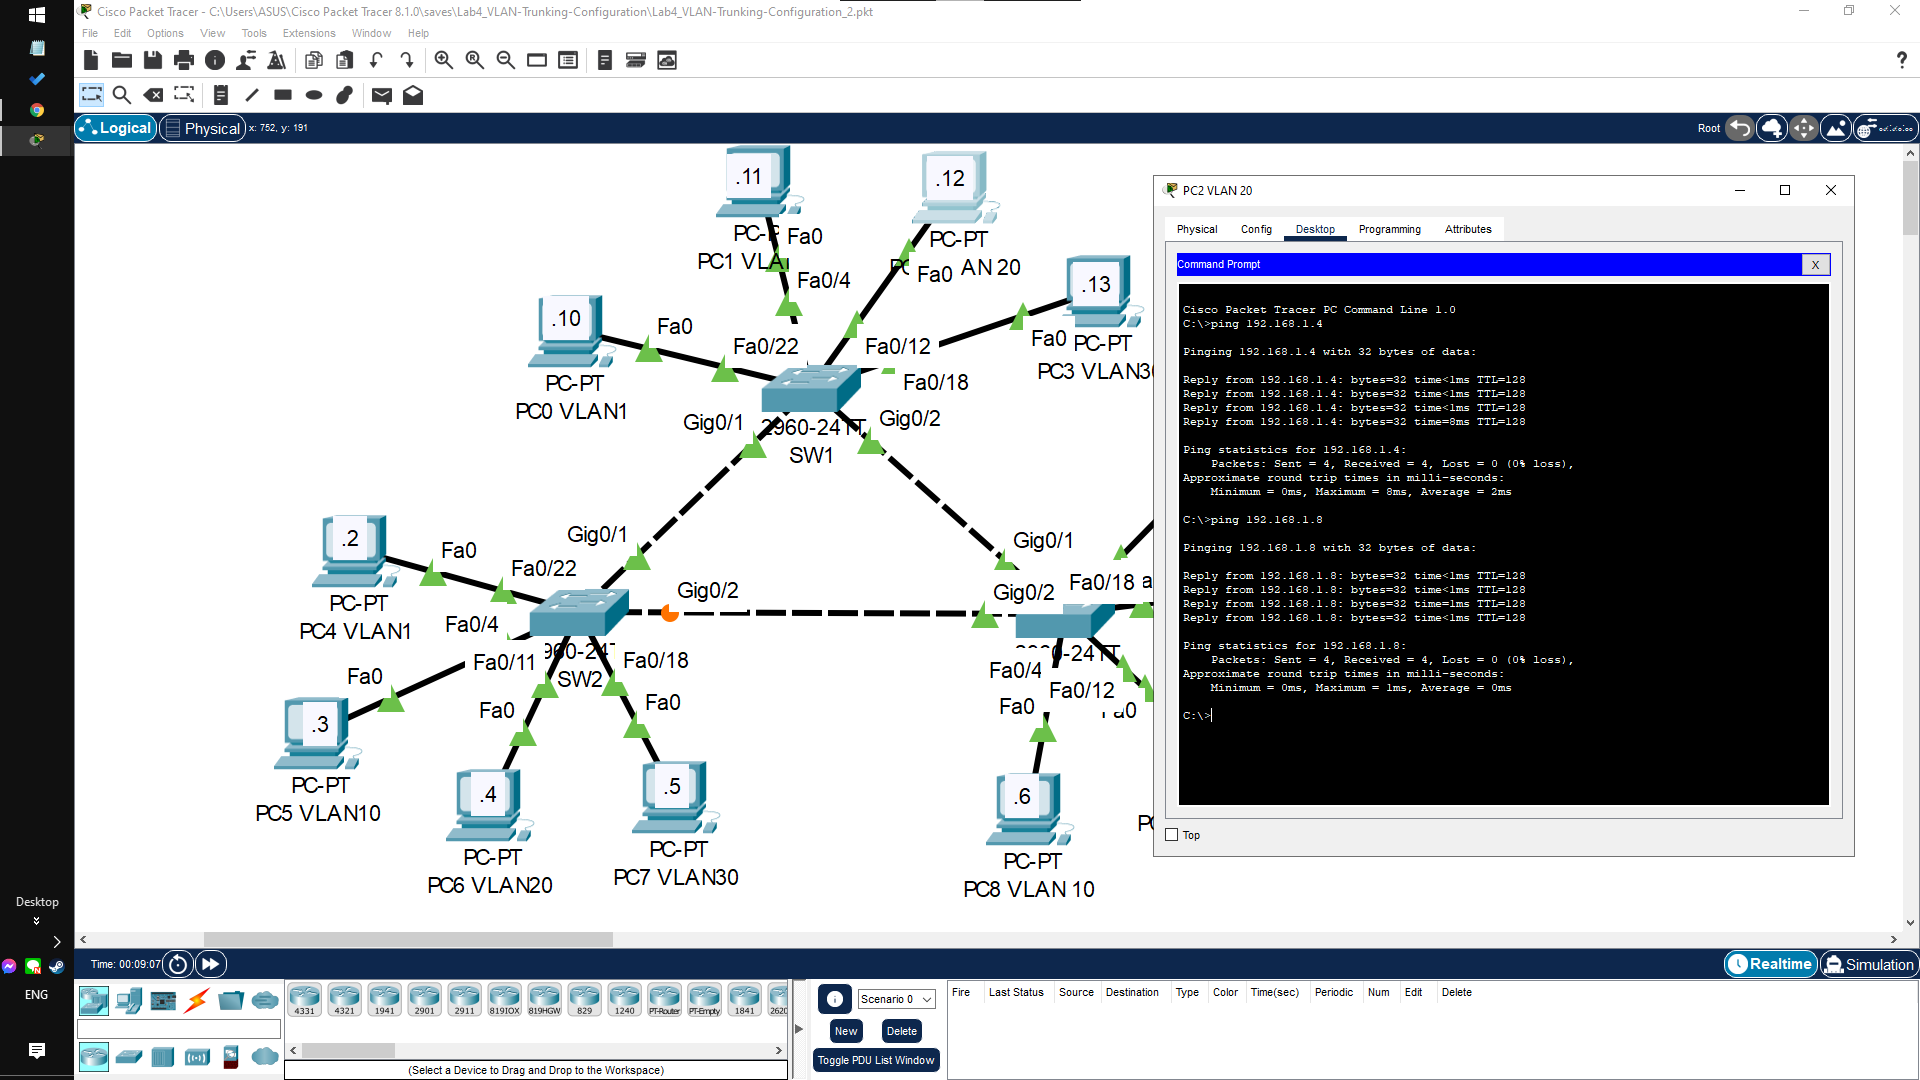 Cisco Packet Tracer - C:\Users\ASUS\Cisco Packet Tracer 8.1.0\saves\Lab4_VLAN-Trunking-Configuration\Lab4_VLAN-Trunking-Configuration_2.pkt
File Edit Options View Tools Extensions Window Help
Logical Physical x: 752, y: 191
Root
.11
PC-P
PC1 VLAN
Fa0
Fa0/4
.12
PC-PT
AN 20
Fa0
Fa0/12
.13
Fa0 PC-PT
PC3 VLAN30
Fa0/18
.10
Fa0
Fa0/22
PC-PT
PC0 VLAN1
Gig0/1
2960-24TT
SW1
Gig0/2
.2
Fa0
Fa0/22
Gig0/1
Gig0/2
PC-PT
PC4 VLAN1
Fa0/4
Fa0/11
960-24T
SW2
Fa0/18
Gig0/1
Gig0/2
Fa0/18
Fa0
.3
PC-PT
PC5 VLAN10
Fa0
.4
PC-PT
PC6 VLAN20
Fa0
.5
PC-PT
PC7 VLAN30
-24TT
Fa0/4
Fa0/12
Fa0
Fa0
.6
PC-PT
PC8 VLAN 10
PC2 VLAN 20
Physical Config Desktop Programming Attributes
Command Prompt X
Cisco Packet Tracer PC Command Line 1.0
C:\>ping 192.168.1.4
Pinging 192.168.1.4 with 32 bytes of data:
Reply from 192.168.1.4: bytes=32 time<1ms TTL=128
Reply from 192.168.1.4: bytes=32 time<1ms TTL=128
Reply from 192.168.1.4: bytes=32 time<1ms TTL=128
Reply from 192.168.1.4: bytes=32 time=8ms TTL=128
Ping statistics for 192.168.1.4:
Packets: Sent = 4, Received = 4, Lost = 0 (0% loss),
Approximate round trip times in milli-seconds:
Minimum = 0ms, Maximum = 8ms, Average = 2ms
C:\>ping 192.168.1.8
Pinging 192.168.1.8 with 32 bytes of data:
Reply from 192.168.1.8: bytes=32 time<1ms TTL=128
Reply from 192.168.1.8: bytes=32 time<1ms TTL=128
Reply from 192.168.1.8: bytes=32 time=1ms TTL=128
Reply from 192.168.1.8: bytes=32 time<1ms TTL=128
Ping statistics for 192.168.1.8:
Packets: Sent = 4, Received = 4, Lost = 0 (0% loss),
Approximate round trip times in milli-seconds:
Minimum = 0ms, Maximum = 1ms, Average = 0ms
C:\>
Top
Desktop
ENG
Time: 00:09:07
Realtime Simulation
4331 4321 1941 2901 2911 819IOX 819HGW 829 1240 PT-Router PT-Empty 1841 262
(Select a Device to Drag and Drop to the Workspace)
Scenario 0
New Delete
Toggle PDU List Window
Fire Last Status Source Destination Type Color Time(sec) Periodic Num Edit Delete